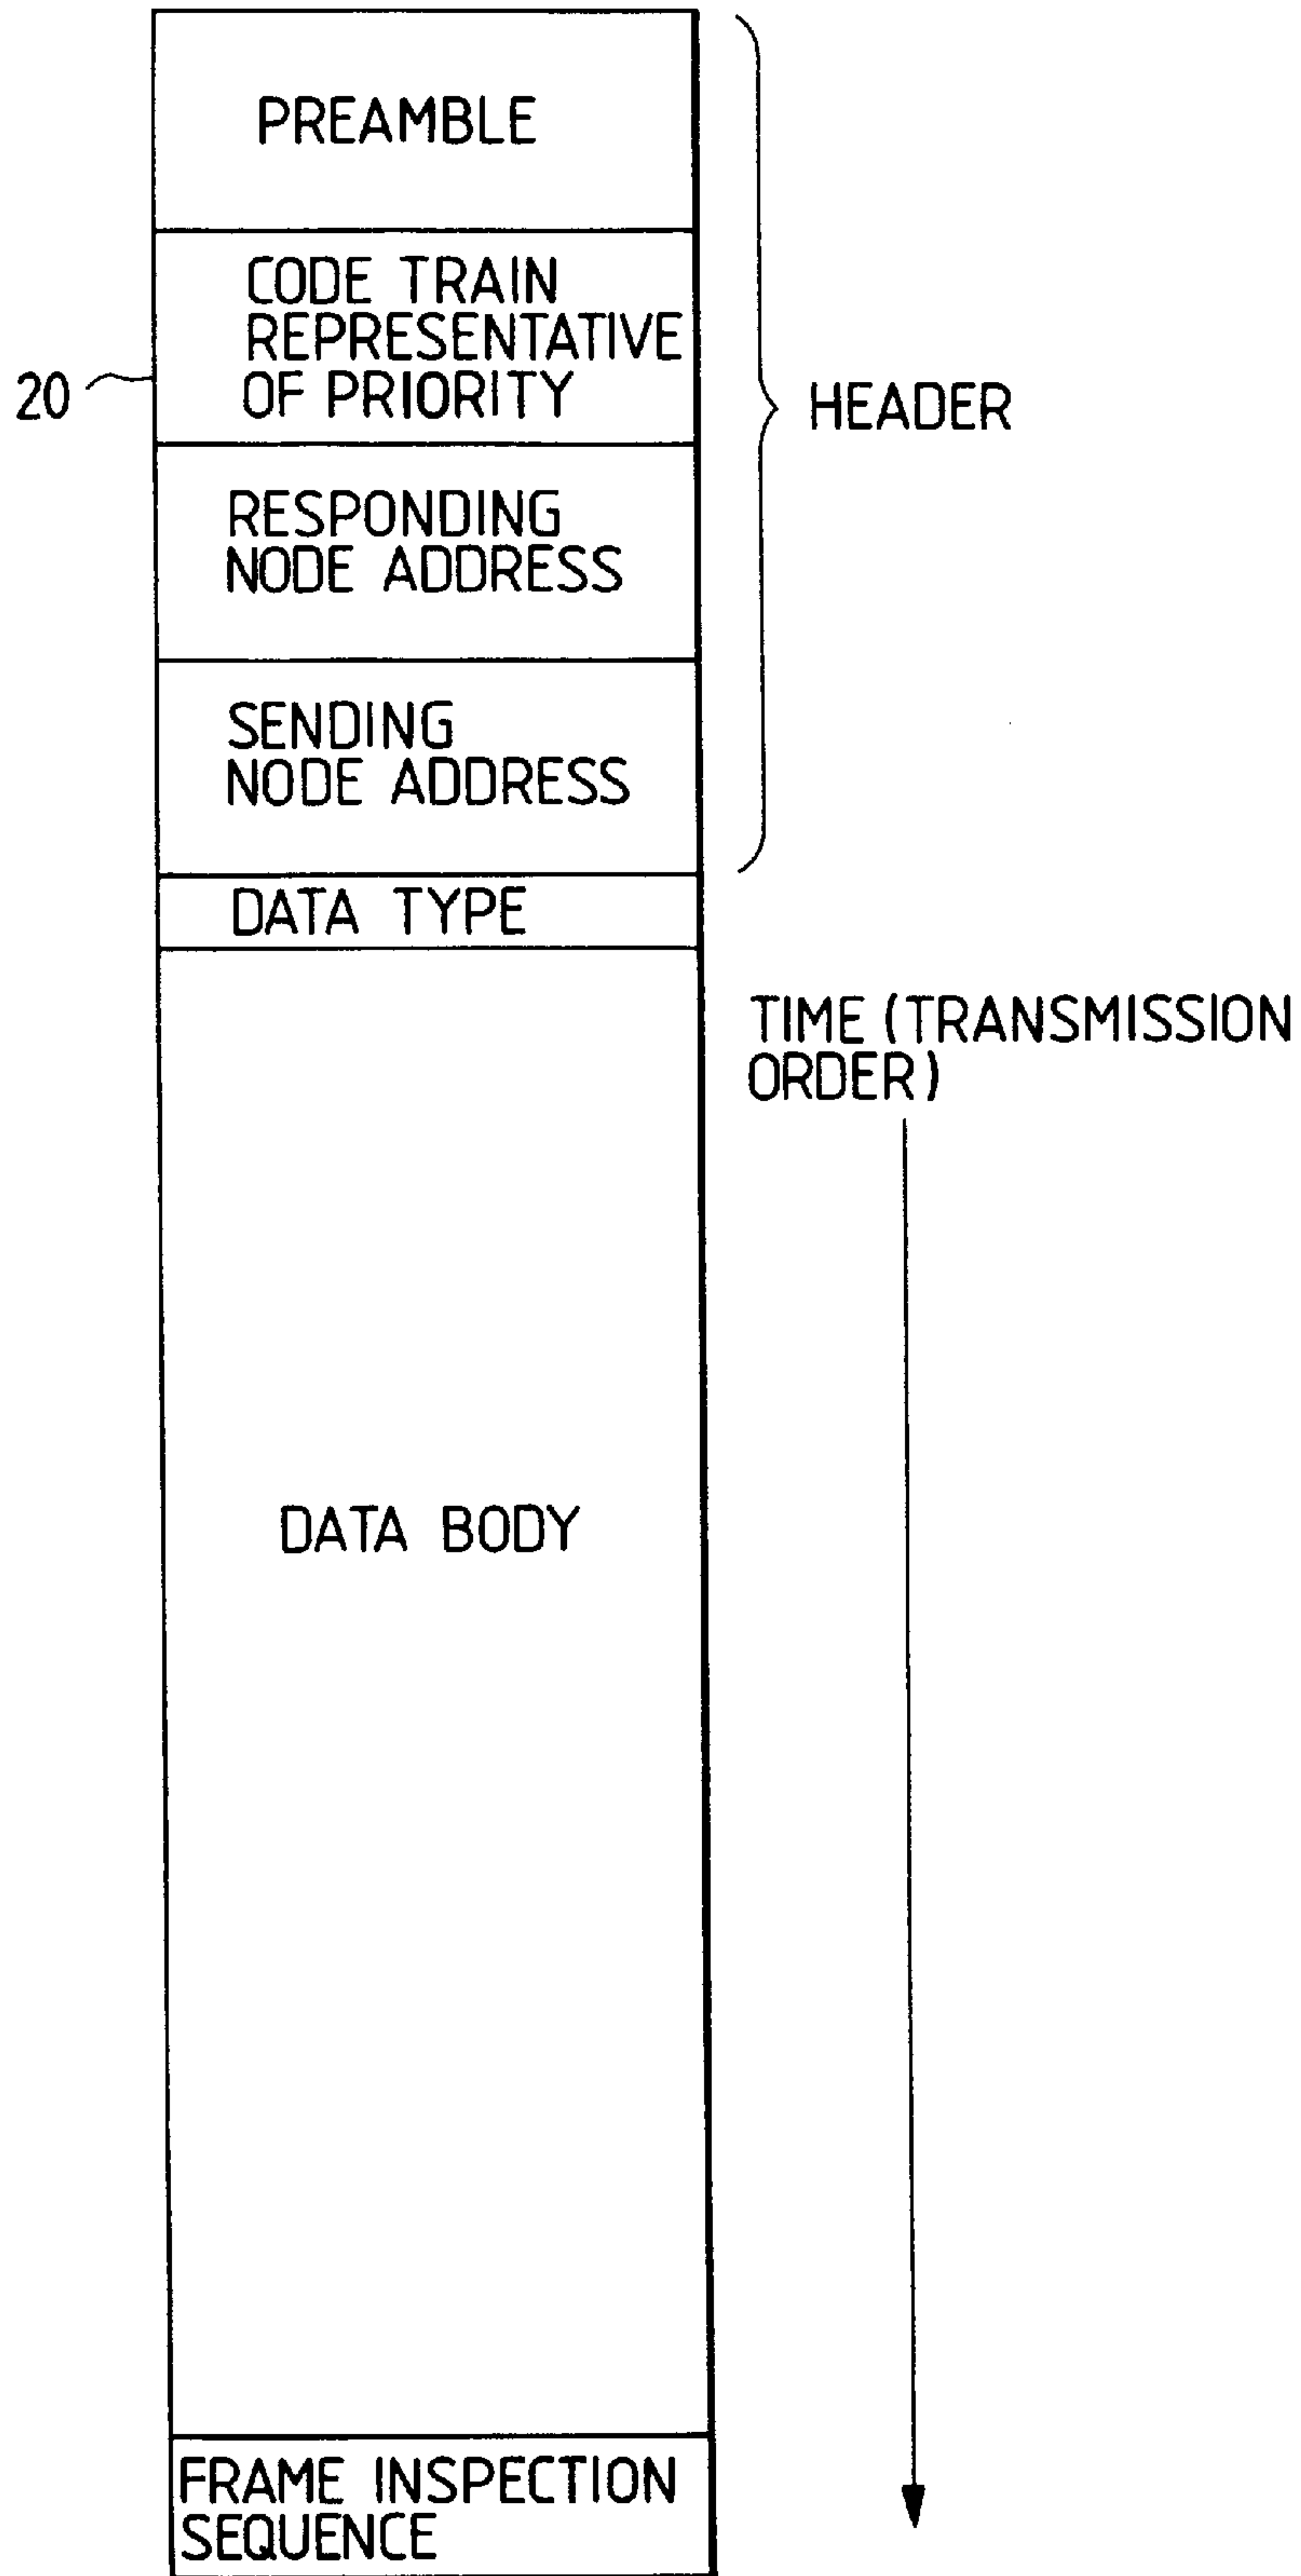 PREAMBLE
CODE TRAIN
REPRESENTATIVE
OF PRIORITY
20
HEADER
RESPONDING
NODE ADDRESS
SENDING
NODE ADDRESS
DATA TYPE
TIME (TRANSMISSION
ORDER)
DATA BODY
FRAME INSPECTION
SEQUENCE